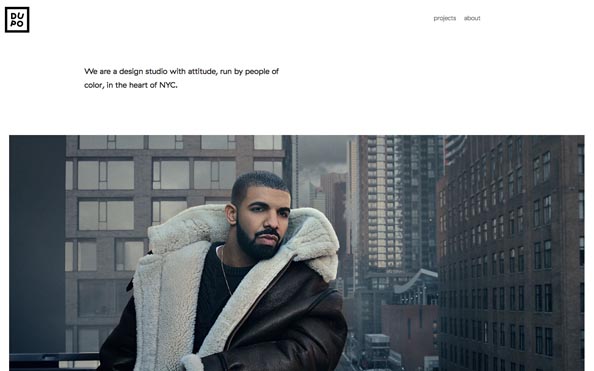 DU
PO
projects about
We are a design studio with attitude, run by people of
color, in the heart of NYC.